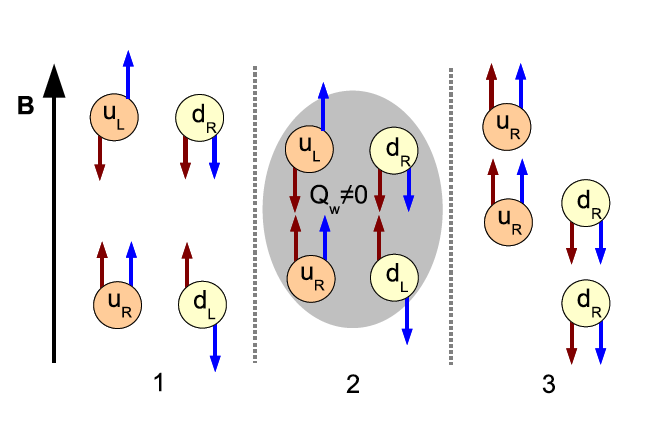 B
u_L d_R
u_R d_L
1
u_L d_R
Q_w≠0
u_R d_L
2
u_R
u_R
d_R
d_R
3